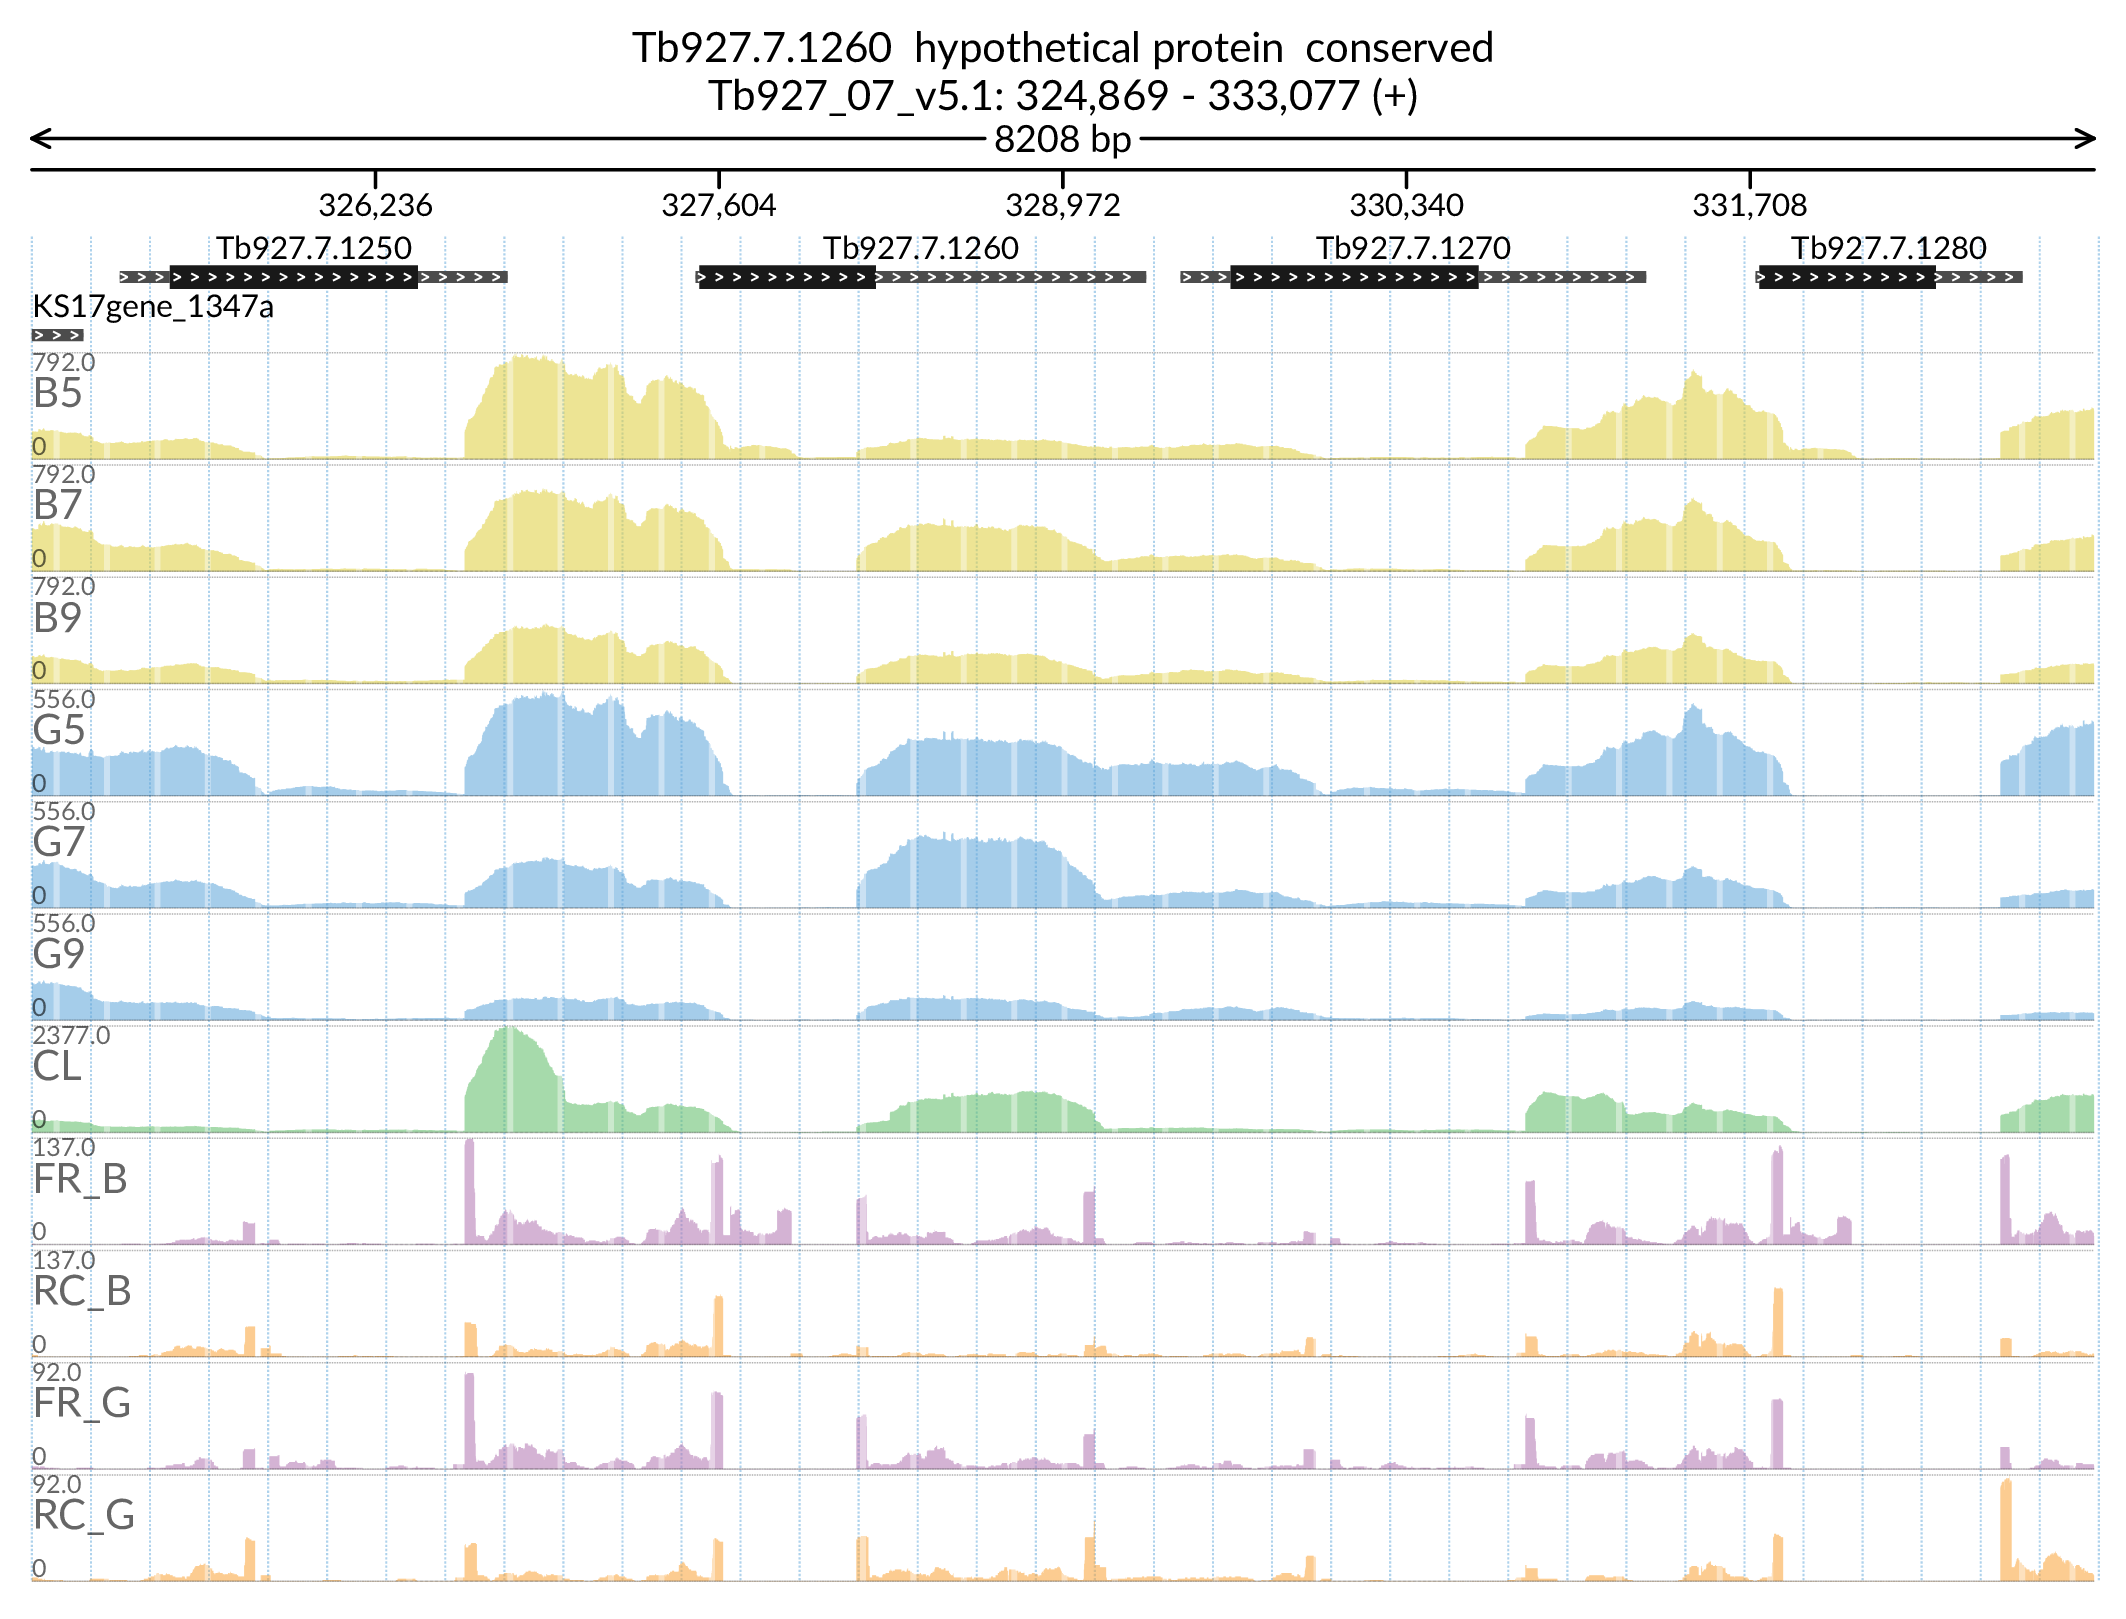 Tb927.7.1260 hypothetical protein conserved
Tb927_07_v5.1: 324,869 - 333,077 (+)
8208 bp
326,236 327,604 328,972 330,340 331,708
Tb927.7.1250 Tb927.7.1260 Tb927.7.1270 Tb927.7.1280
KS17gene_1347a
792.0
B5
0
792.0
B7
0
792.0
B9
0
556.0
G5
0
556.0
G7
0
556.0
G9
0
2377.0
CL
0
137.0
FR_B
0
137.0
RC_B
0
92.0
FR_G
0
92.0
RC_G
0